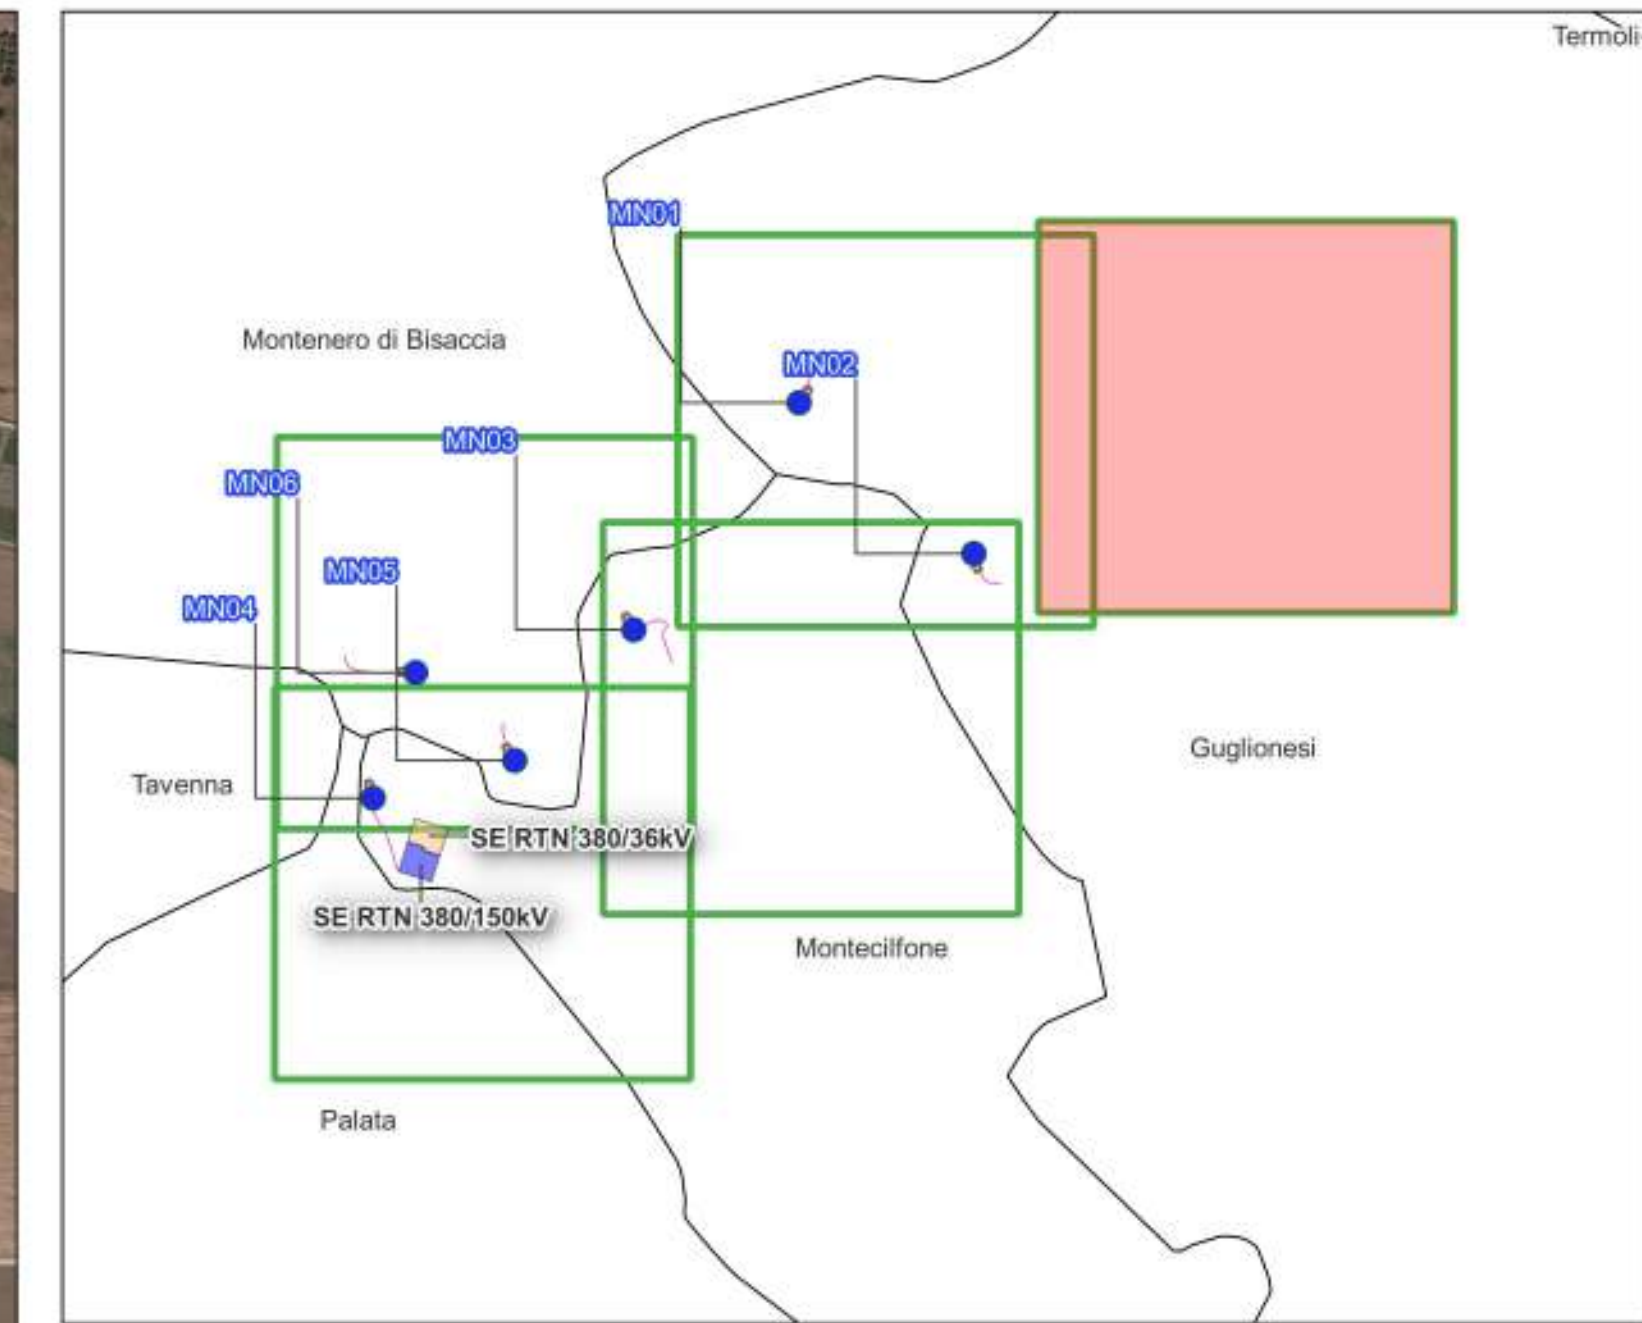 Termoli
MN01
Montenero di Bisaccia
MN02
MN03
MN06
MN05
MN04
Guglionesi
Tavenna
SE RTN 380/36kV
SE RTN 380/150kV
Montecilfone
Palata